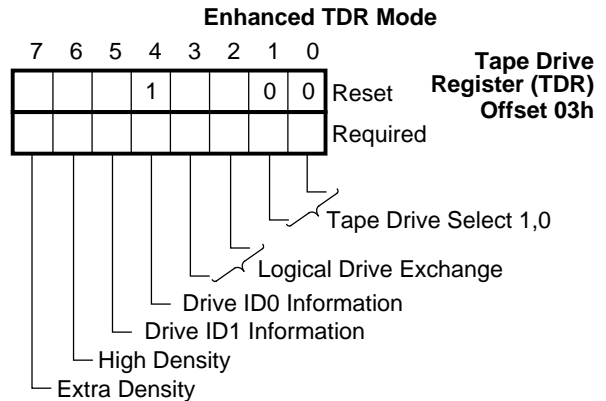 Enhanced TDR Mode
7 6 5 4 3 2 1 0
Tape Drive
Register (TDR)
Offset 03h
1 0 0 Reset
Required
Tape Drive Select 1,0
Logical Drive Exchange
Drive ID0 Information
Drive ID1 Information
High Density
Extra Density